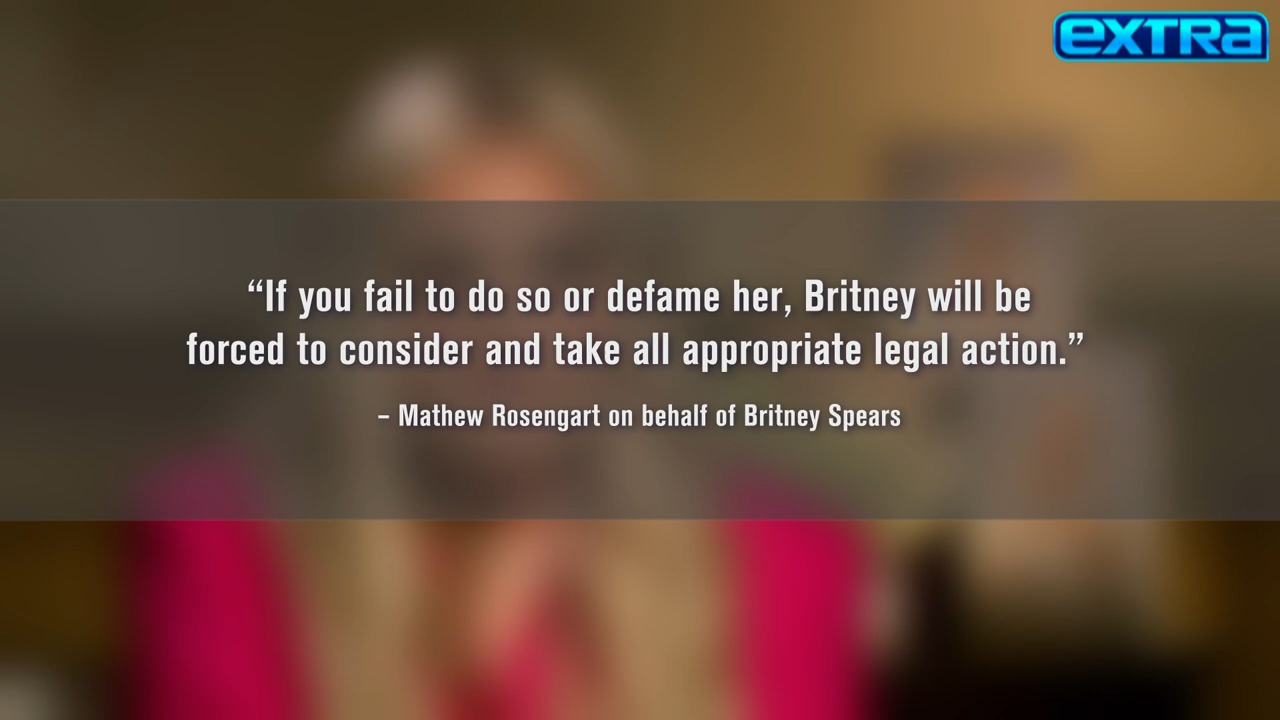 extra
“If you fail to do so or defame her, Britney will be
forced to consider and take all appropriate legal action.”
– Mathew Rosengart on behalf of Britney Spears